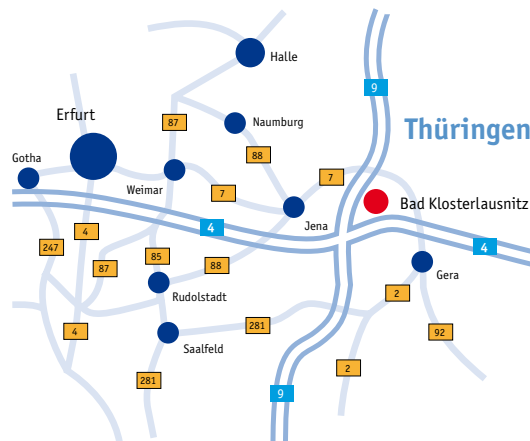 Halle
9
Erfurt
87
Naumburg
Thüringen
Gotha
88
Weimar
7
7
Bad Klosterlausnitz
4
Jena
4
247
4
85
88
87
Gera
Rudolstadt
2
4
281
92
Saalfeld
281
2
9